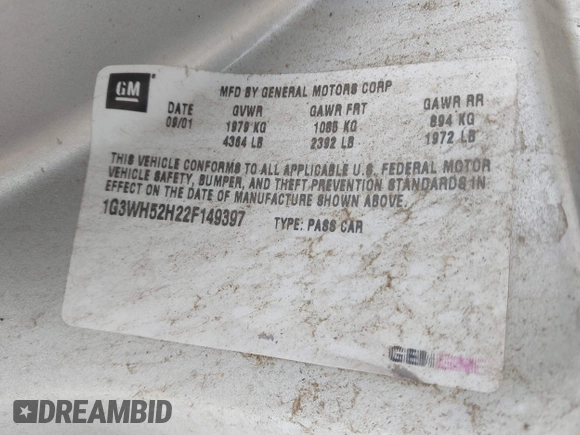 GM
MFD BY GENERAL MOTORS CORP
DATE GVWR GAWR FRT GAWR RR
09/01 1979 KG 1085 KG 894 KG
4364 LB 2392 LB 1972 LB
THIS VEHICLE CONFORMS TO ALL APPLICABLE U.S. FEDERAL MOTOR
VEHICLE SAFETY, BUMPER, AND THEFT PREVENTION STANDARDS IN
EFFECT ON THE DATE OF MANUFACTURE SHOWN ABOVE.
1G3WH52H22F149397 TYPE: PASS CAR
DREAMBID